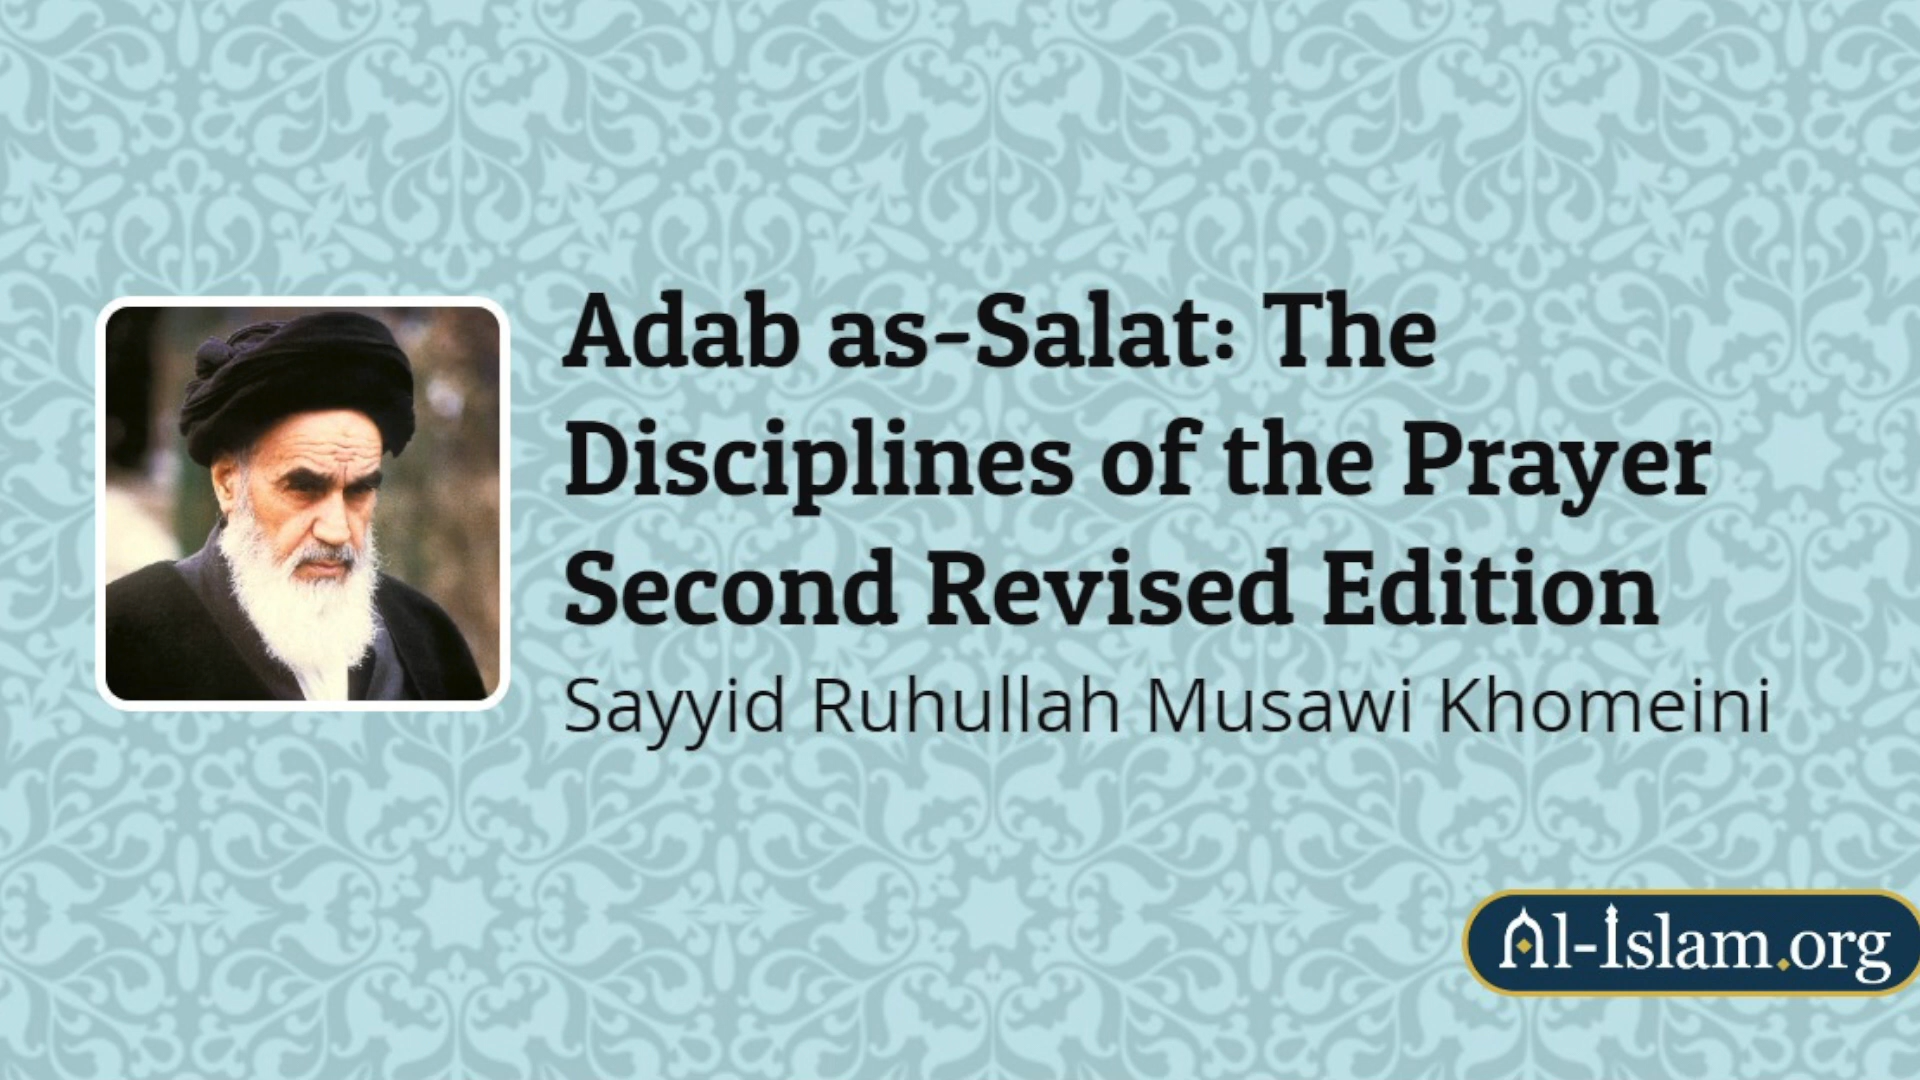 Adab as-Salat: The
Disciplines of the Prayer
Second Revised Edition
Sayyid Ruhullah Musawi Khomeini
Al-Islam.org